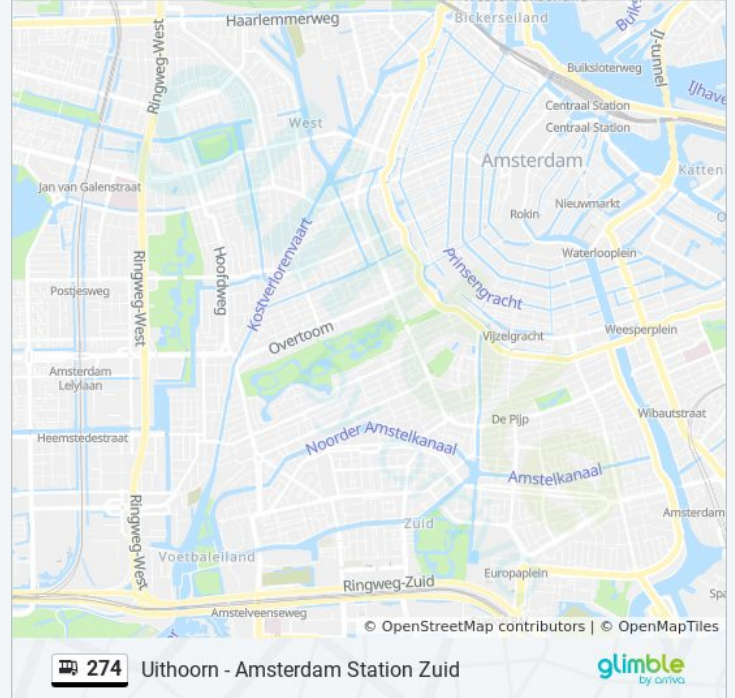 Haarlemmerweg
Bickerseiland
Ringweg-West
IJ-tunnel
Buiksloterweg
IJhave
Centraal Station
Centraal Station
West
Amsterdam
Katten
Jan van Galenstraat
Nieuwmarkt
Rokin
Kostverlorenvaart
Waterlooplein
Hoofdweg
Ringweg-West
Prinsengracht
Postjesweg
Overtoom
Vijzelgracht
Weesperplein
Amsterdam
Lelylaan
De Pijp
Wibautstraat
Heemstedestraat
Noorder Amstelkanaal
Amstelkanaal
Ringweg-West
Amsterdam
Zuid
Voetbaleiland
Europaplein
Ringweg-Zuid
Spa
Amstelveenseweg
© OpenStreetMap contributors | © OpenMapTiles
274 Uithoorn - Amsterdam Station Zuid
glimble
by arriva